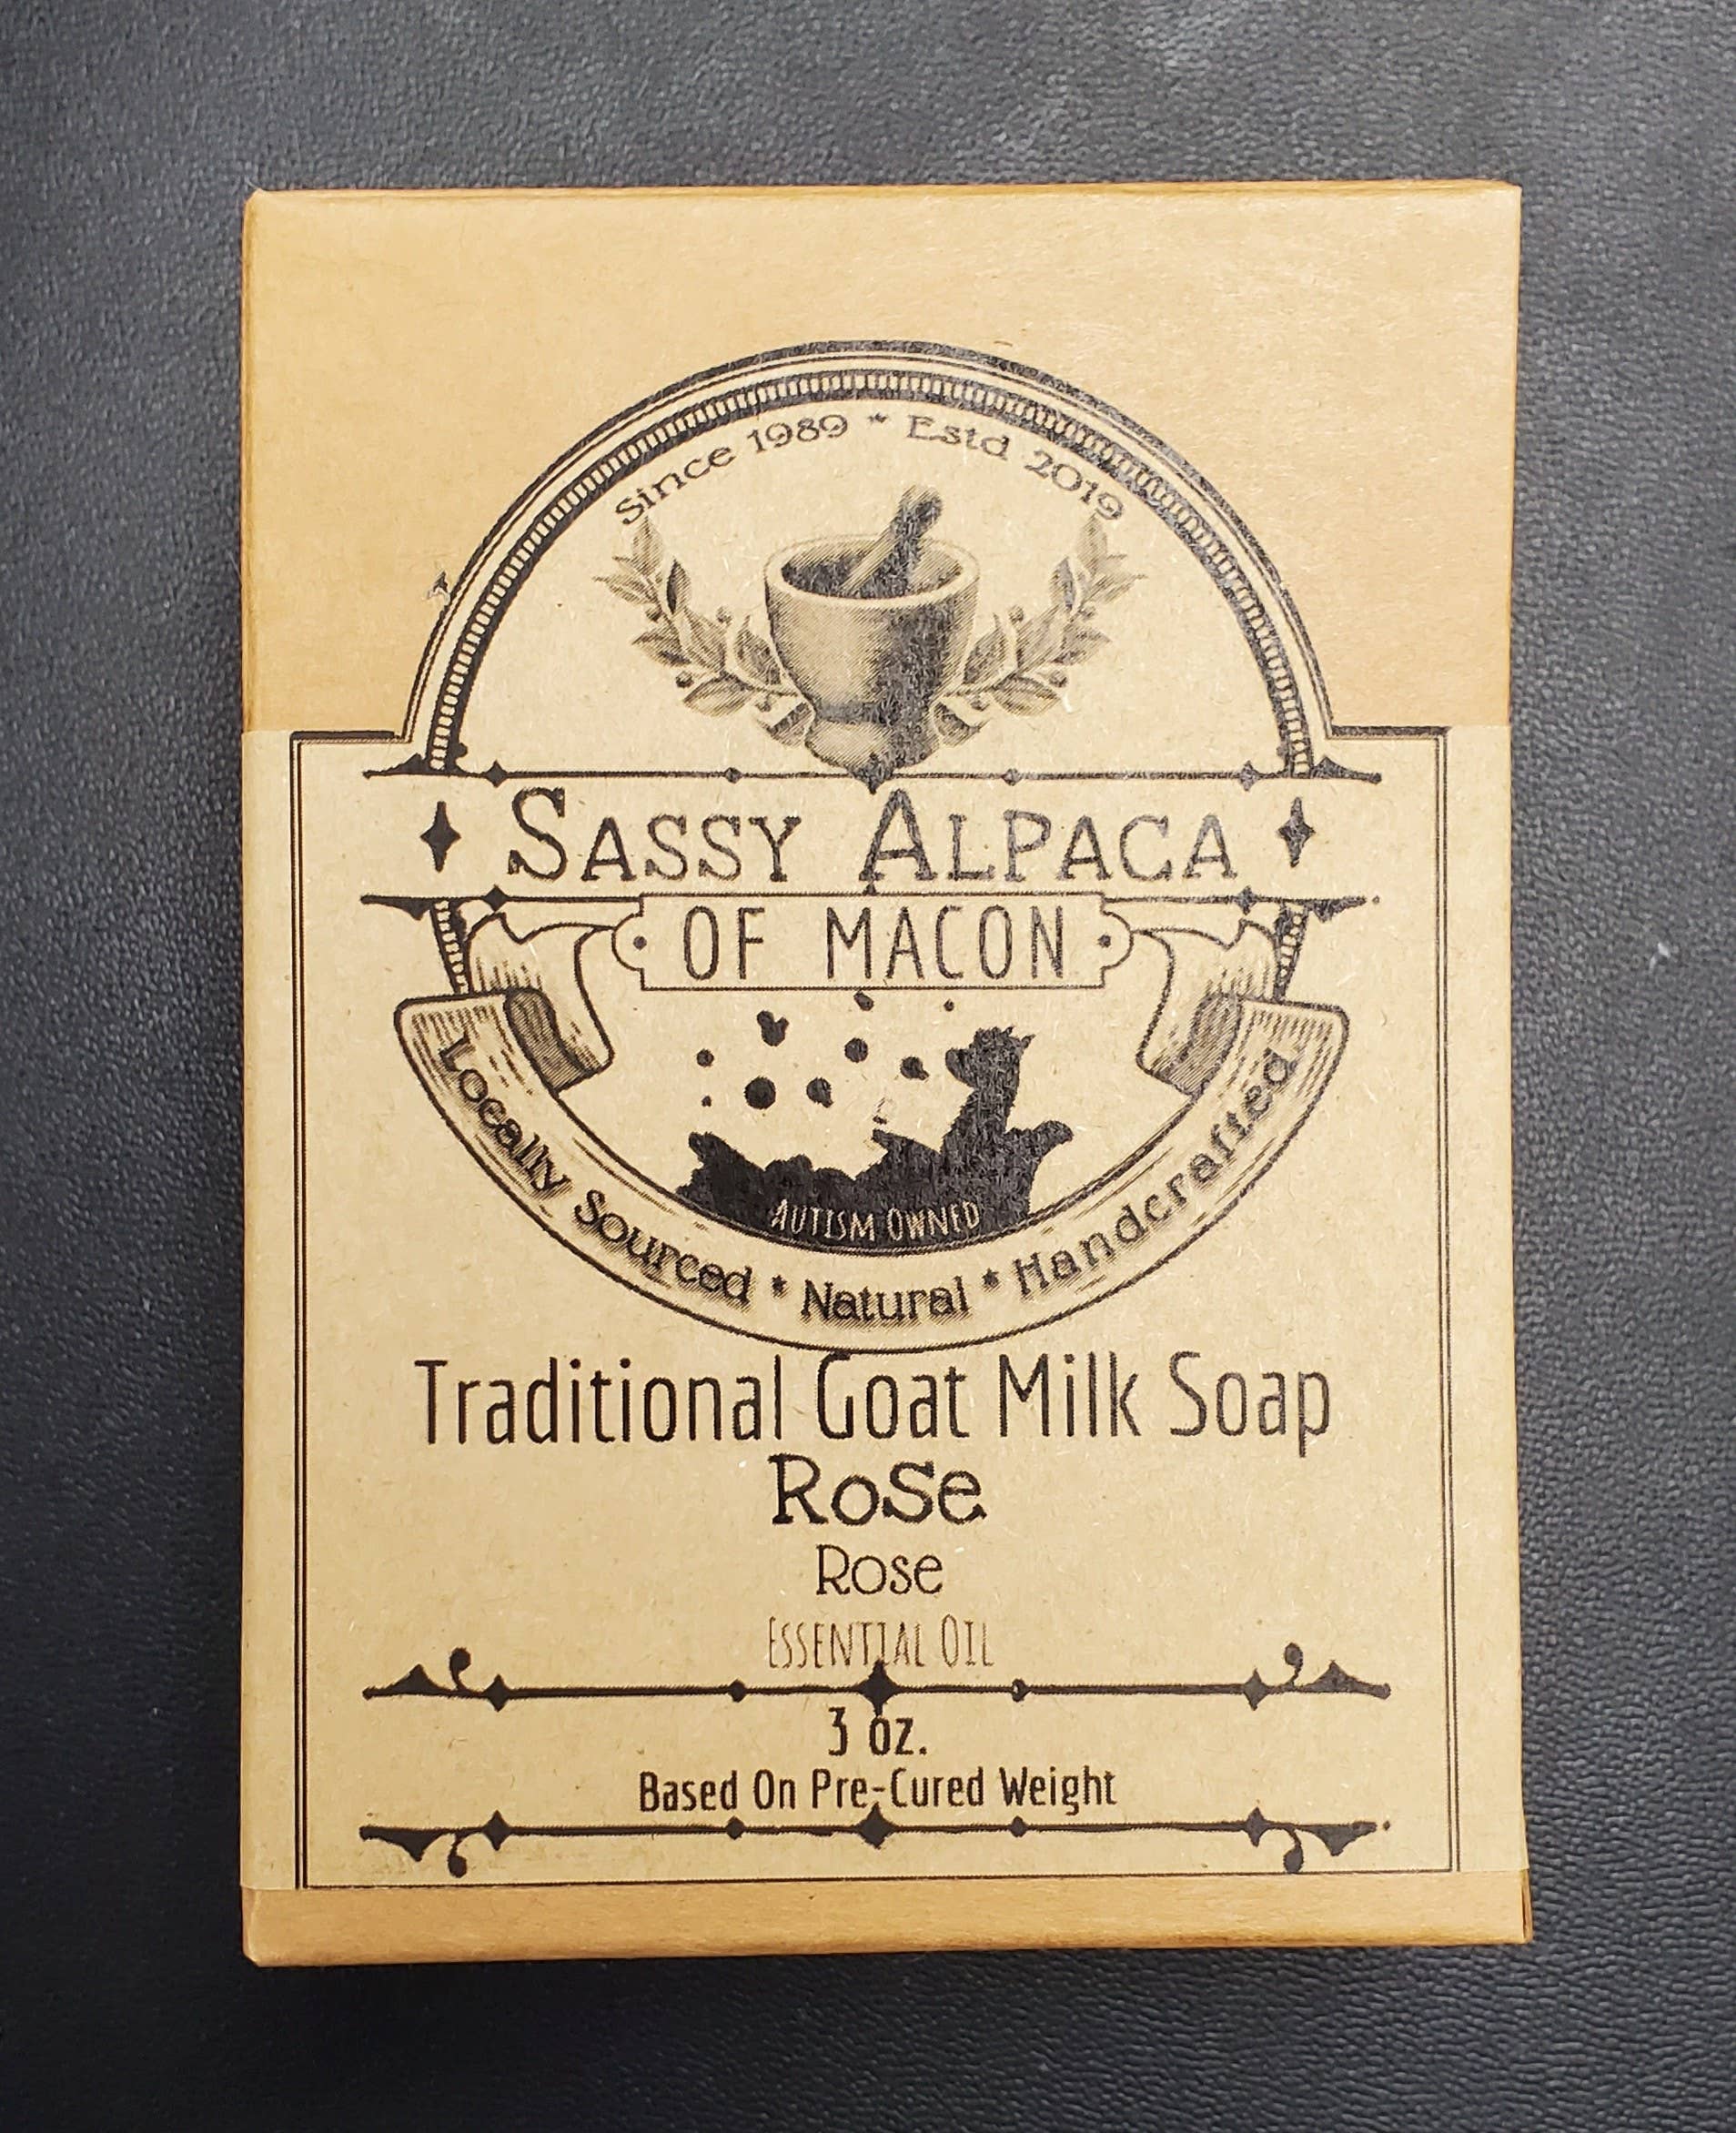 Since 1989 * Estd 2019
SASSY ALPACA
OF MACON
AUTISM OWNED
Locally Sourced * Natural * Handcrafted
Traditional Goat Milk Soap
RoSe
Rose
ESSENTIAL OIL
3 oz.
Based On Pre-Cured Weight